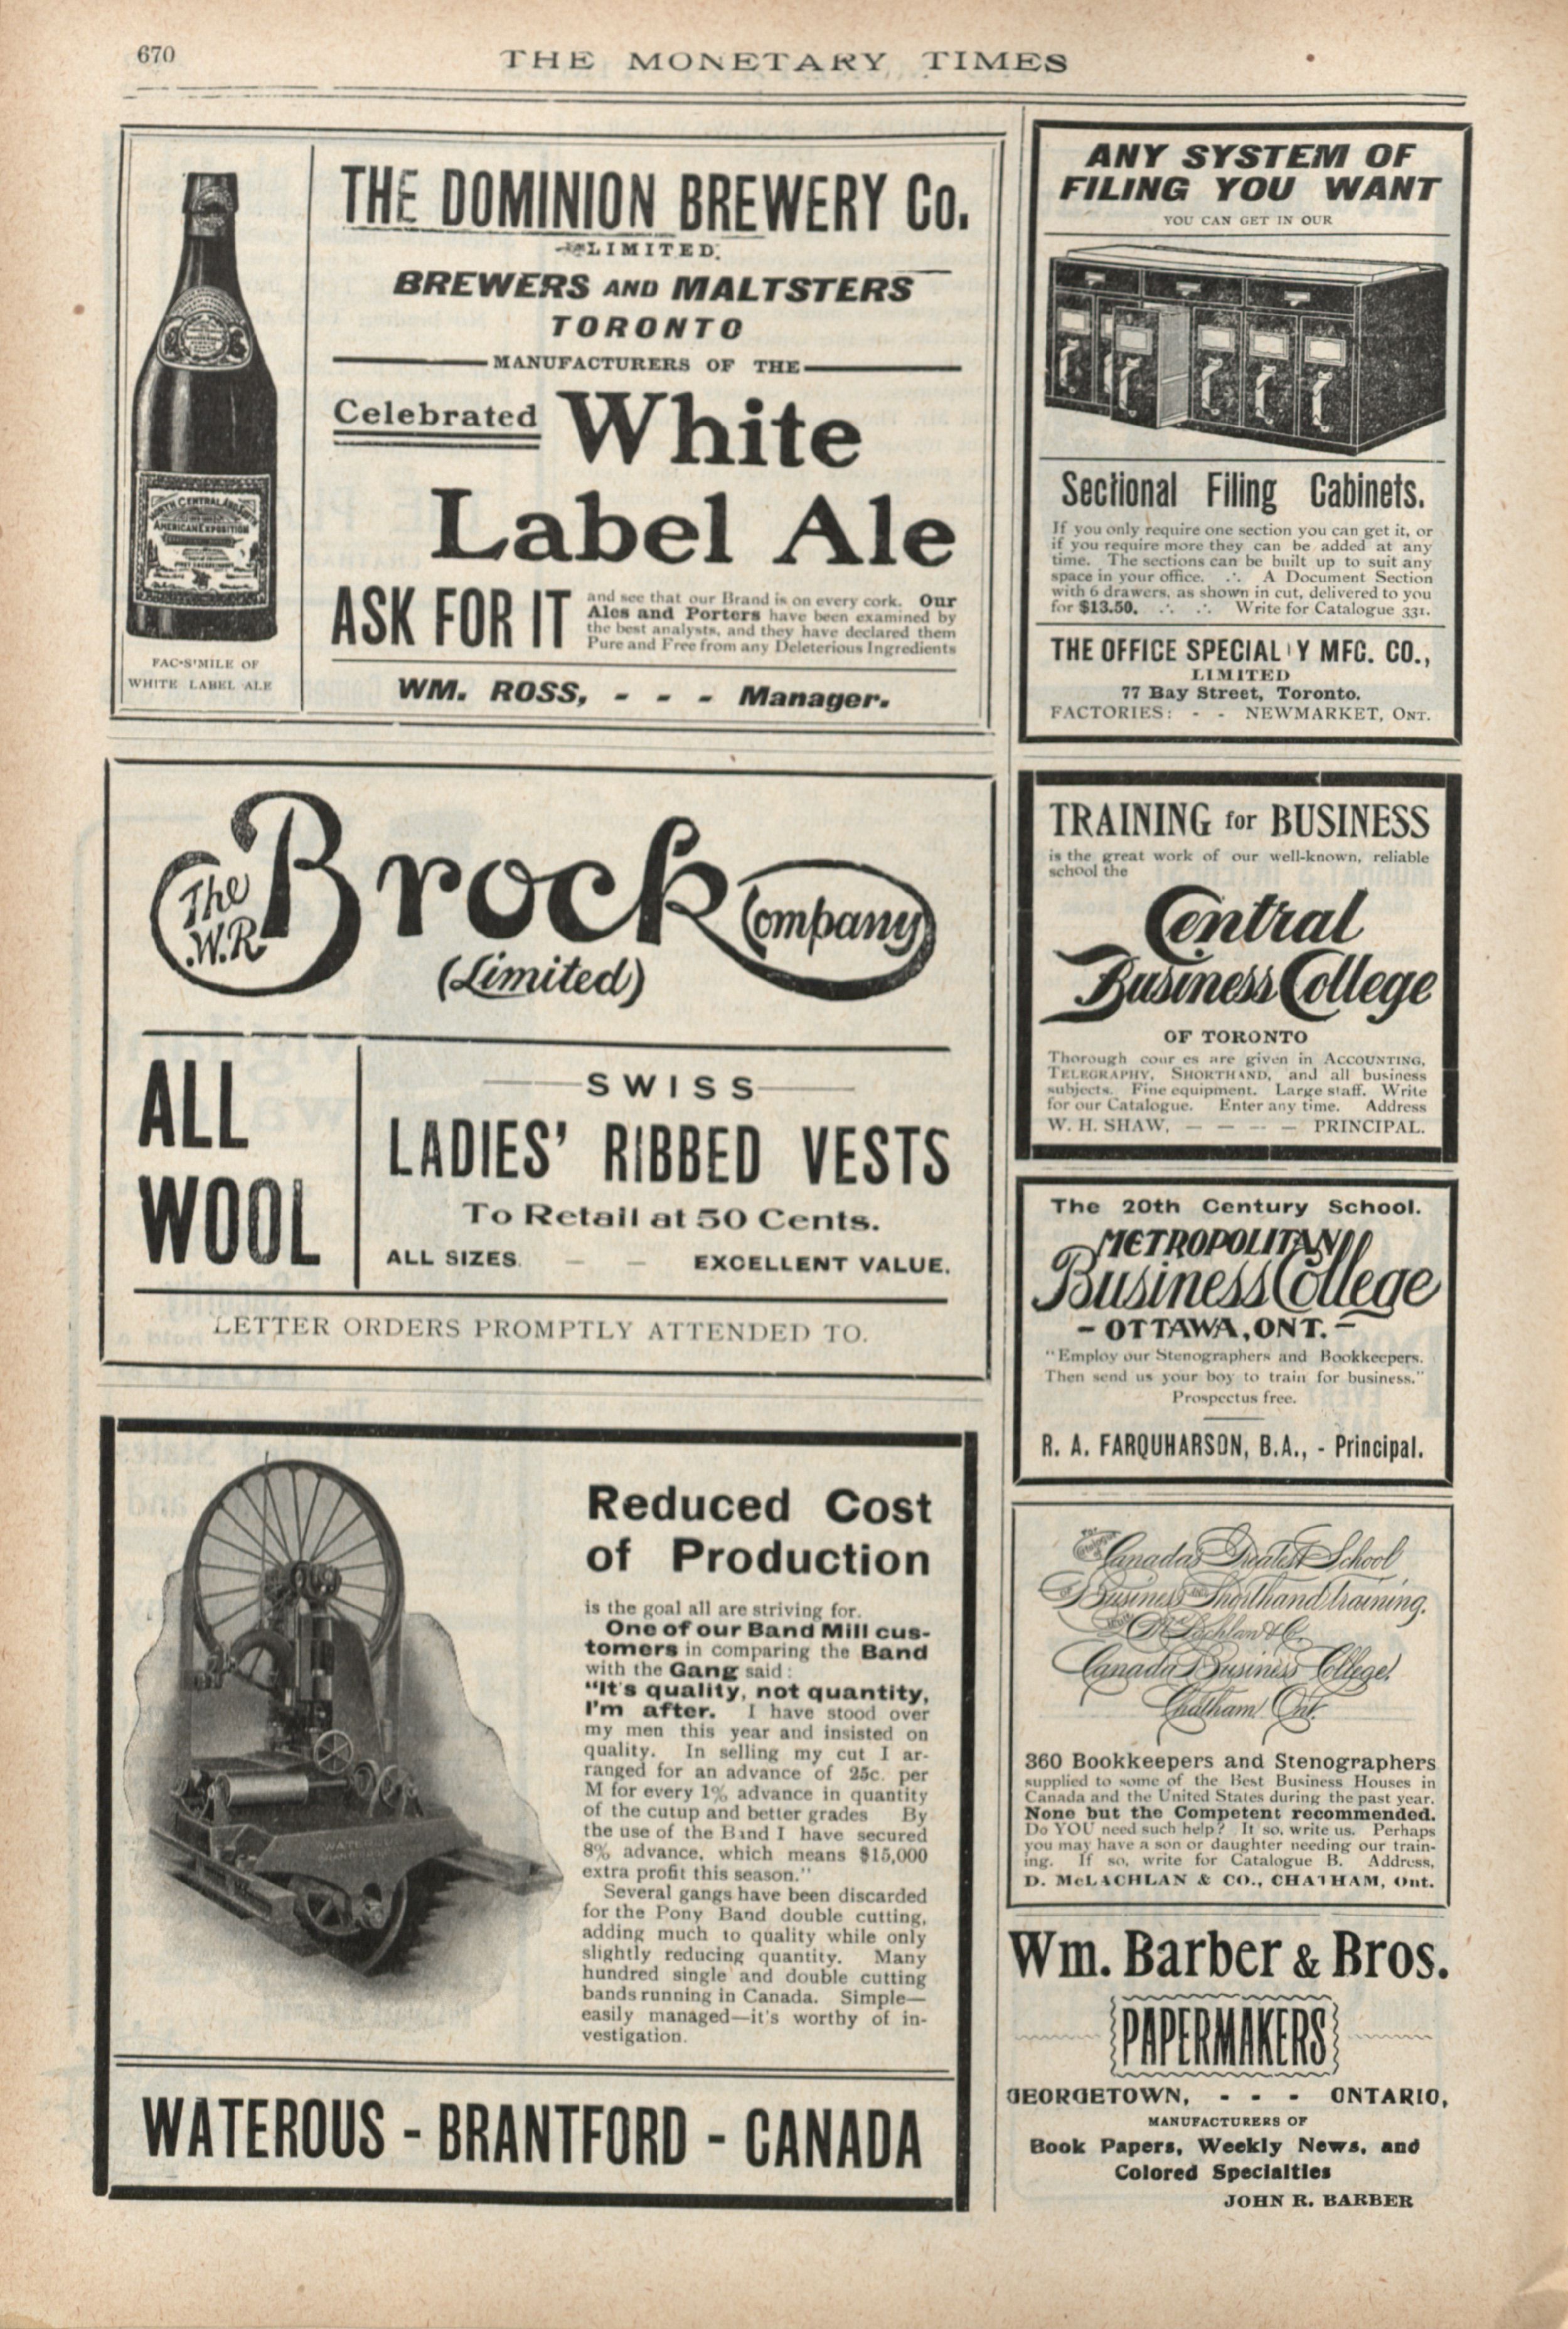 670
THE MONETARY TIMES
THE DOMINION BREWERY Co.
LIMITED.
BREWERS AND MALTSTERS
TORONTO
MANUFACTURERS OF THE
Celebrated White
Label Ale
ASK FOR IT
and see that our Brand is on every cork. Our
Ales and Porters have been examined by
the best analysts, and they have declared them
Pure and Free from any Deleterious Ingredients
WM. ROSS, - - - Manager.
NORTH CENTRAL AND SOUTH
AMERICAN EXPOSITION
FAC-S'MILE OF
WHITE LABEL ALE
The W.R. Brock Company
(Limited)
ALL
WOOL
SWISS
LADIES' RIBBED VESTS
To Retail at 50 Cents.
ALL SIZES. — — EXCELLENT VALUE.
LETTER ORDERS PROMPTLY ATTENDED TO.
Reduced Cost
of Production
is the goal all are striving for.
One of our Band Mill cus-
tomers in comparing the Band
with the Gang said:
"It's quality, not quantity,
I'm after. I have stood over
my men this year and insisted on
quality. In selling my cut I ar-
ranged for an advance of 25c. per
M for every 1% advance in quantity
of the cutup and better grades By
the use of the Band I have secured
8% advance, which means $15,000
extra profit this season."
Several gangs have been discarded
for the Pony Band double cutting,
adding much to quality while only
slightly reducing quantity. Many
hundred single and double cutting
bands running in Canada. Simple—
easily managed—it's worthy of in-
vestigation.
WATEROUS
WATEROUS - BRANTFORD - CANADA
ANY SYSTEM OF
FILING YOU WANT
YOU CAN GET IN OUR
Sectional Filing Cabinets.
If you only require one section you can get it, or
if you require more they can be added at any
time. The sections can be built up to suit any
space in your office. ∴ A Document Section
with 6 drawers, as shown in cut, delivered to you
for $13.50. ∴ ∴ Write for Catalogue 331.
THE OFFICE SPECIAL Y MFG. CO.,
LIMITED
77 Bay Street, Toronto.
FACTORIES: - - NEWMARKET, ONT.
TRAINING for BUSINESS
is the great work of our well-known, reliable
school the
Central
Business College
OF TORONTO
Thorough cour es are given in ACCOUNTING,
TELEGRAPHY, SHORTHAND, and all business
subjects. Fine equipment. Large staff. Write
for our Catalogue. Enter any time. Address
W. H. SHAW, — — — — PRINCIPAL.
The 20th Century School.
METROPOLITAN
Business College
- OTTAWA, ONT. -
"Employ our Stenographers and Bookkeepers.
Then send us your boy to train for business."
Prospectus free.
R. A. FARQUHARSON, B.A., - Principal.
Canadas Greatest School
of Business and Shorthand training.
McLachlan & Co.
Canada Business College,
Chatham Ont.
360 Bookkeepers and Stenographers
supplied to some of the Best Business Houses in
Canada and the United States during the past year.
None but the Competent recommended.
Do YOU need such help? It so, write us. Perhaps
you may have a son or daughter needing our train-
ing. If so, write for Catalogue B. Address,
D. McLACHLAN & CO., CHATHAM, Ont.
Wm. Barber & Bros.
PAPERMAKERS
GEORGETOWN, - - - ONTARIO,
MANUFACTURERS OF
Book Papers, Weekly News, and
Colored Specialties
JOHN R. BARBER